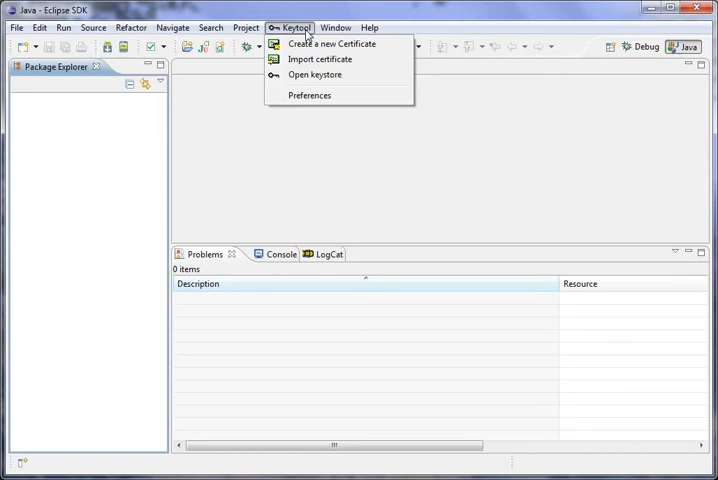 Java - Eclipse SDK
File Edit Run Source Refactor Navigate Search Project Keytool Window Help
Create a new Certificate
Import certificate
Open keystore
Preferences
Debug Java
Package Explorer
Problems Console LogCat
0 items
Description Resource